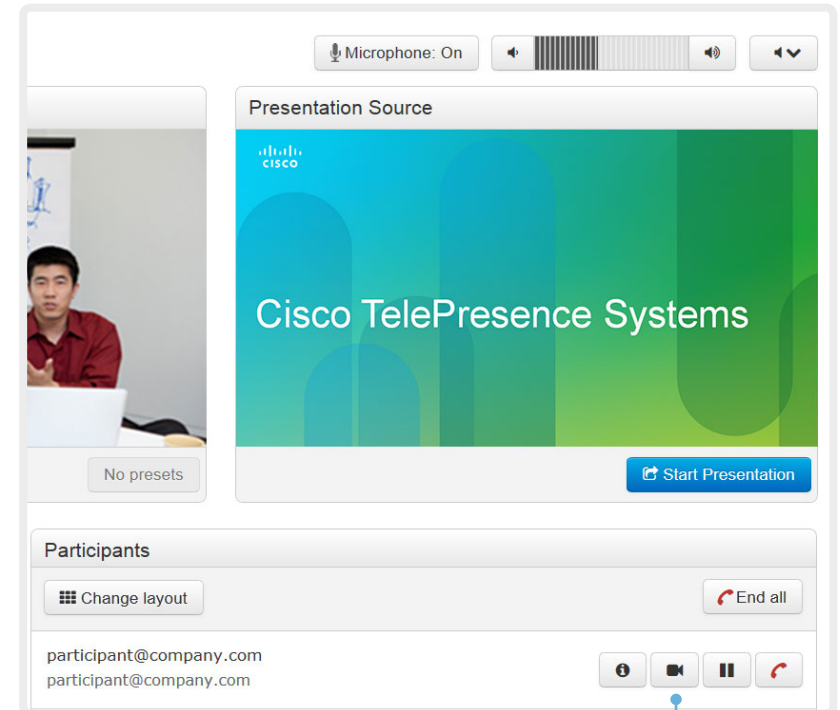 Microphone: On
Presentation Source
CISCO
Cisco TelePresence Systems
No presets
Start Presentation
Participants
Change layout
End all
participant@company.com
participant@company.com